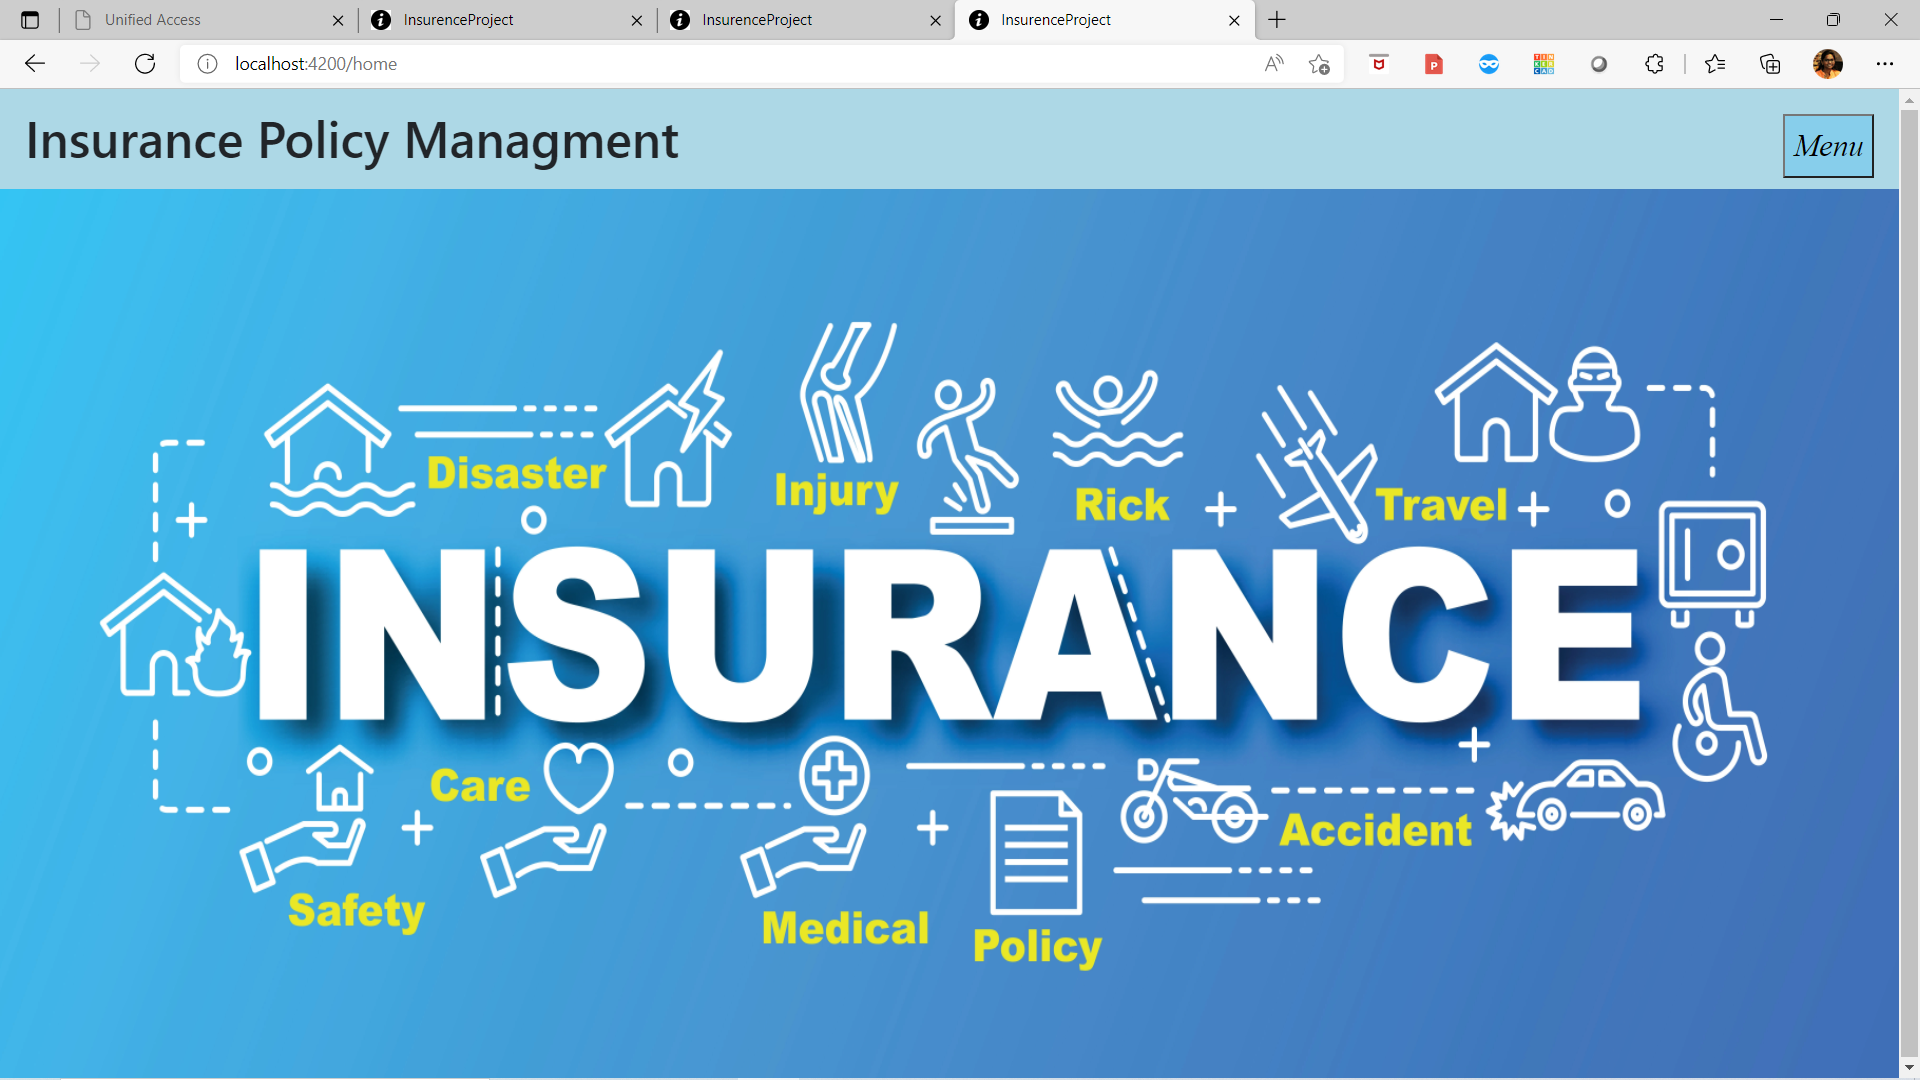 Unified Access
InsurenceProject
InsurenceProject
InsurenceProject
localhost:4200/home
Insurance Policy Managment
Menu
Disaster
Injury
Rick
Travel
INSURANCE
Care
Accident
Safety
Medical
Policy